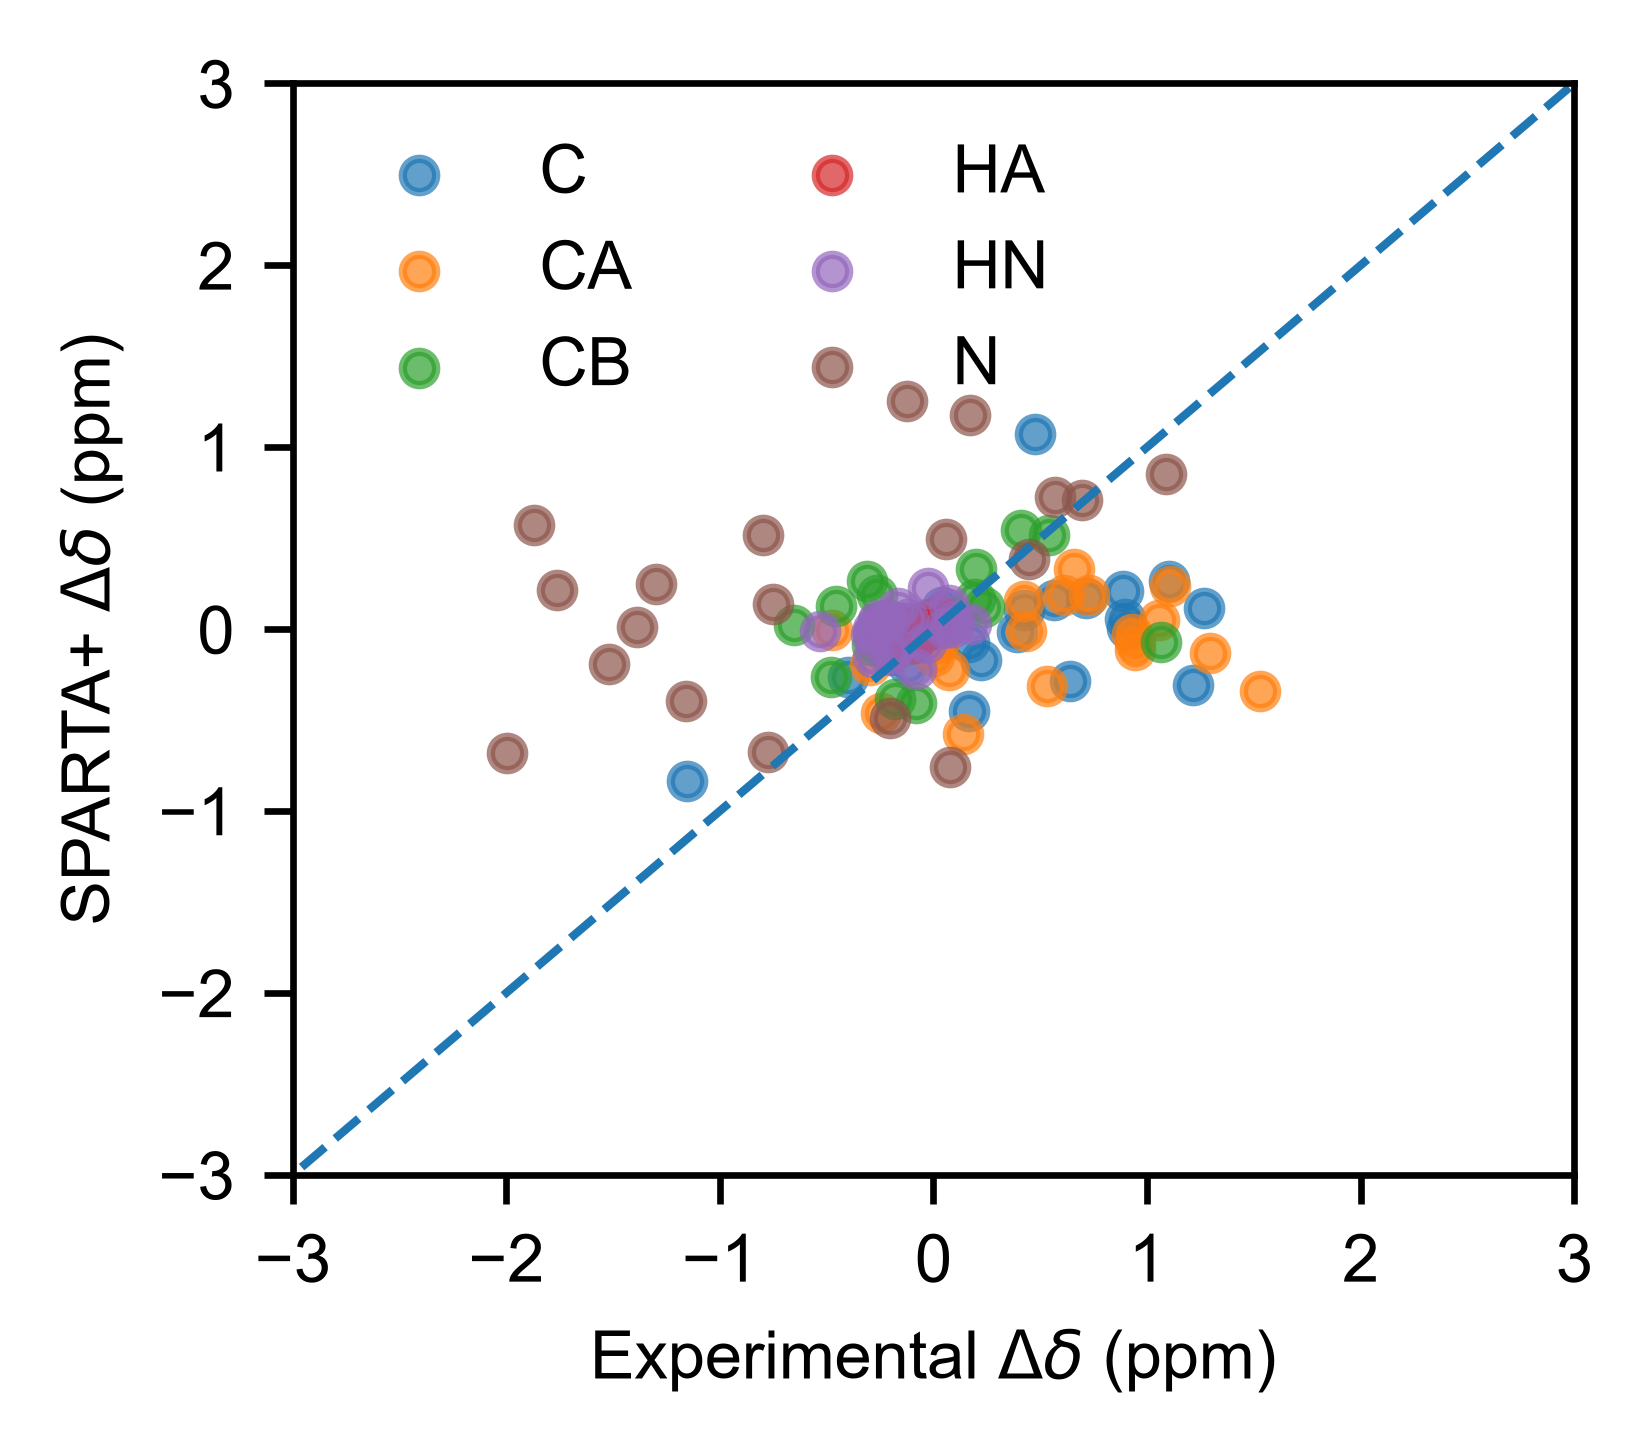 3
2
1
0
−1
−2
−3
SPARTA+ Δδ (ppm)
C
CA
CB
HA
HN
N
−3 −2 −1 0 1 2 3
Experimental Δδ (ppm)